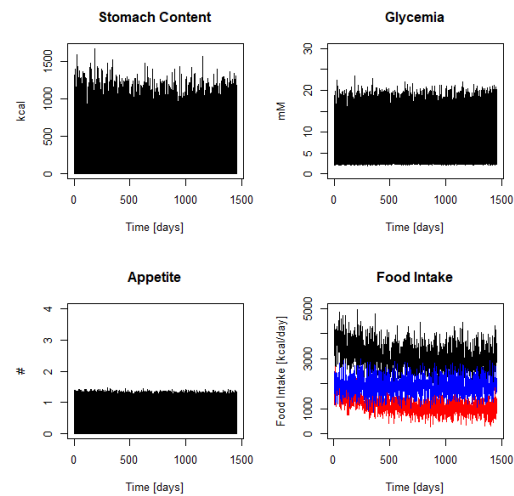 Stomach Content
kcal
0 500 1000 1500
0 500 1000 1500
Time [days]
Glycemia
mM
0 5 10 15 20 30
0 500 1000 1500
Time [days]
Appetite
#
0 1 2 3 4
0 500 1000 1500
Time [days]
Food Intake
Food Intake [kcal/day]
0 1000 3000 5000
0 500 1000 1500
Time [days]